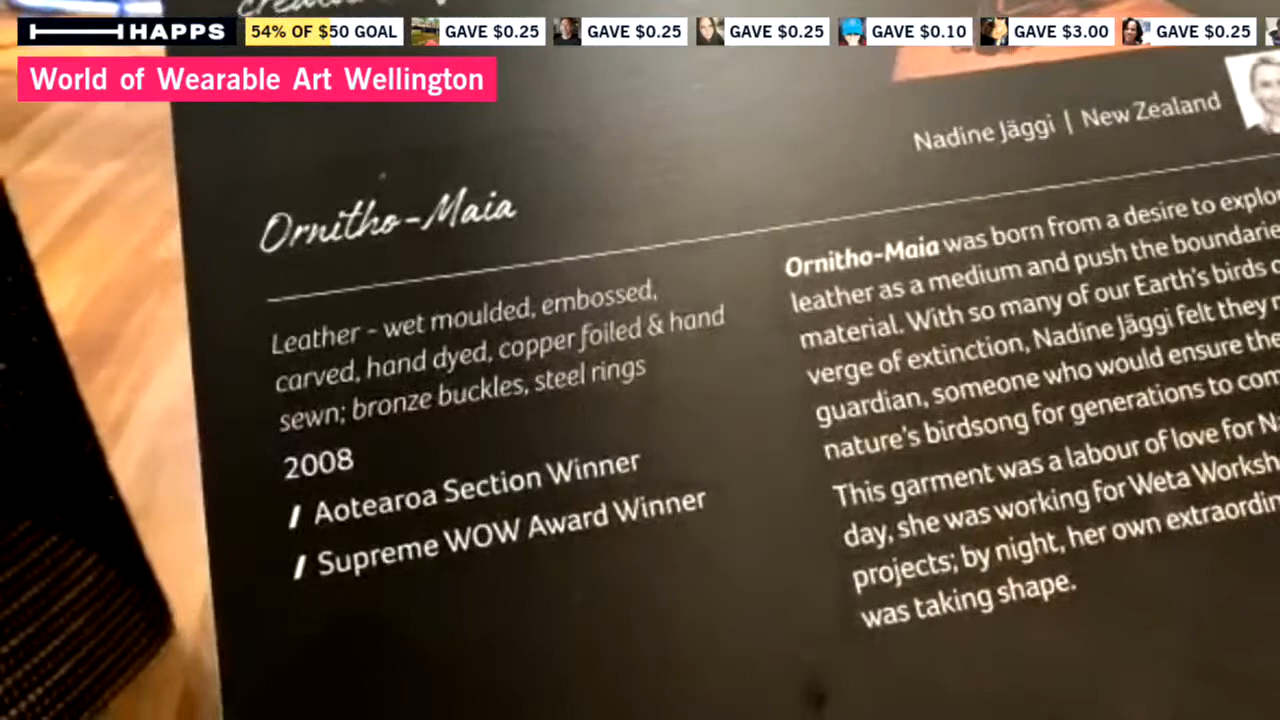 HAPPS
54% OF $50 GOAL
GAVE $0.25
GAVE $0.25
GAVE $0.25
GAVE $0.10
GAVE $3.00
GAVE $0.25
World of Wearable Art Wellington
Nadine Jäggi | New Zealand
Ornitho-Maia
Leather - wet moulded, embossed,
carved, hand dyed, copper foiled & hand
sewn; bronze buckles, steel rings
2008
/ Aotearoa Section Winner
/ Supreme WOW Award Winner
Ornitho-Maia was born from a desire to explo
leather as a medium and push the boundarie
material. With so many of our Earth's birds
verge of extinction, Nadine Jäggi felt they
guardian, someone who would ensure the
nature's birdsong for generations to com
This garment was a labour of love for N
day, she was working for Weta Worksh
projects; by night, her own extraordin
was taking shape.